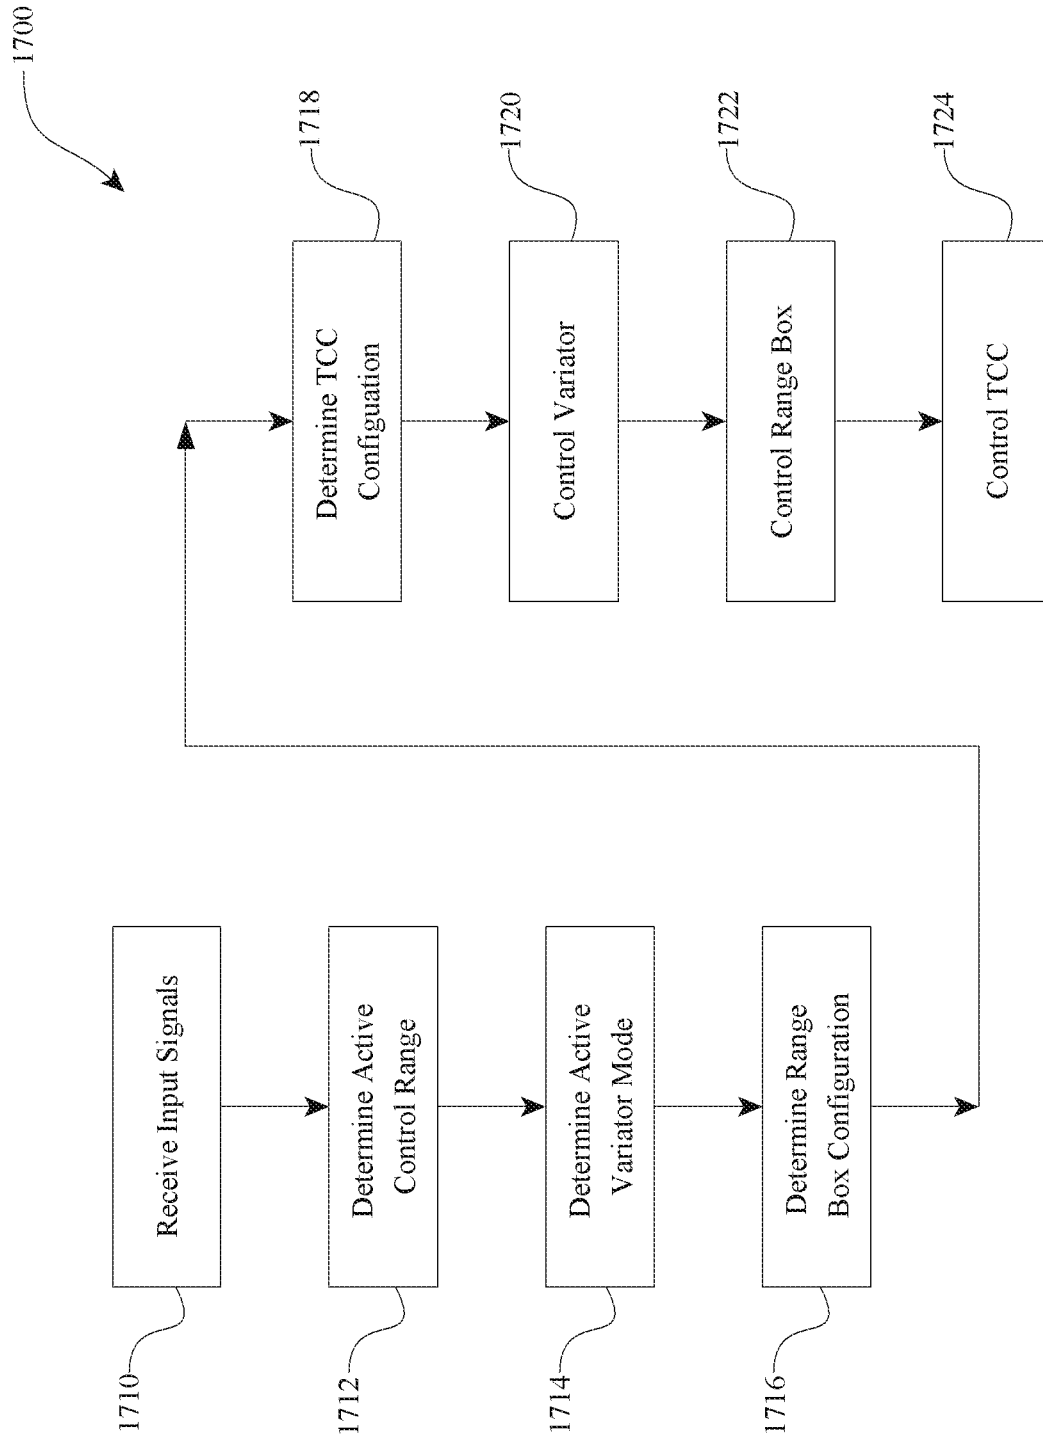 1700
1710
Receive Input Signals
1712
Determine Active
Control Range
1714
Determine Active
Variator Mode
1716
Determine Range
Box Configuration
1718
Determine TCC
Configuation
1720
Control Variator
1722
Control Range Box
1724
Control TCC